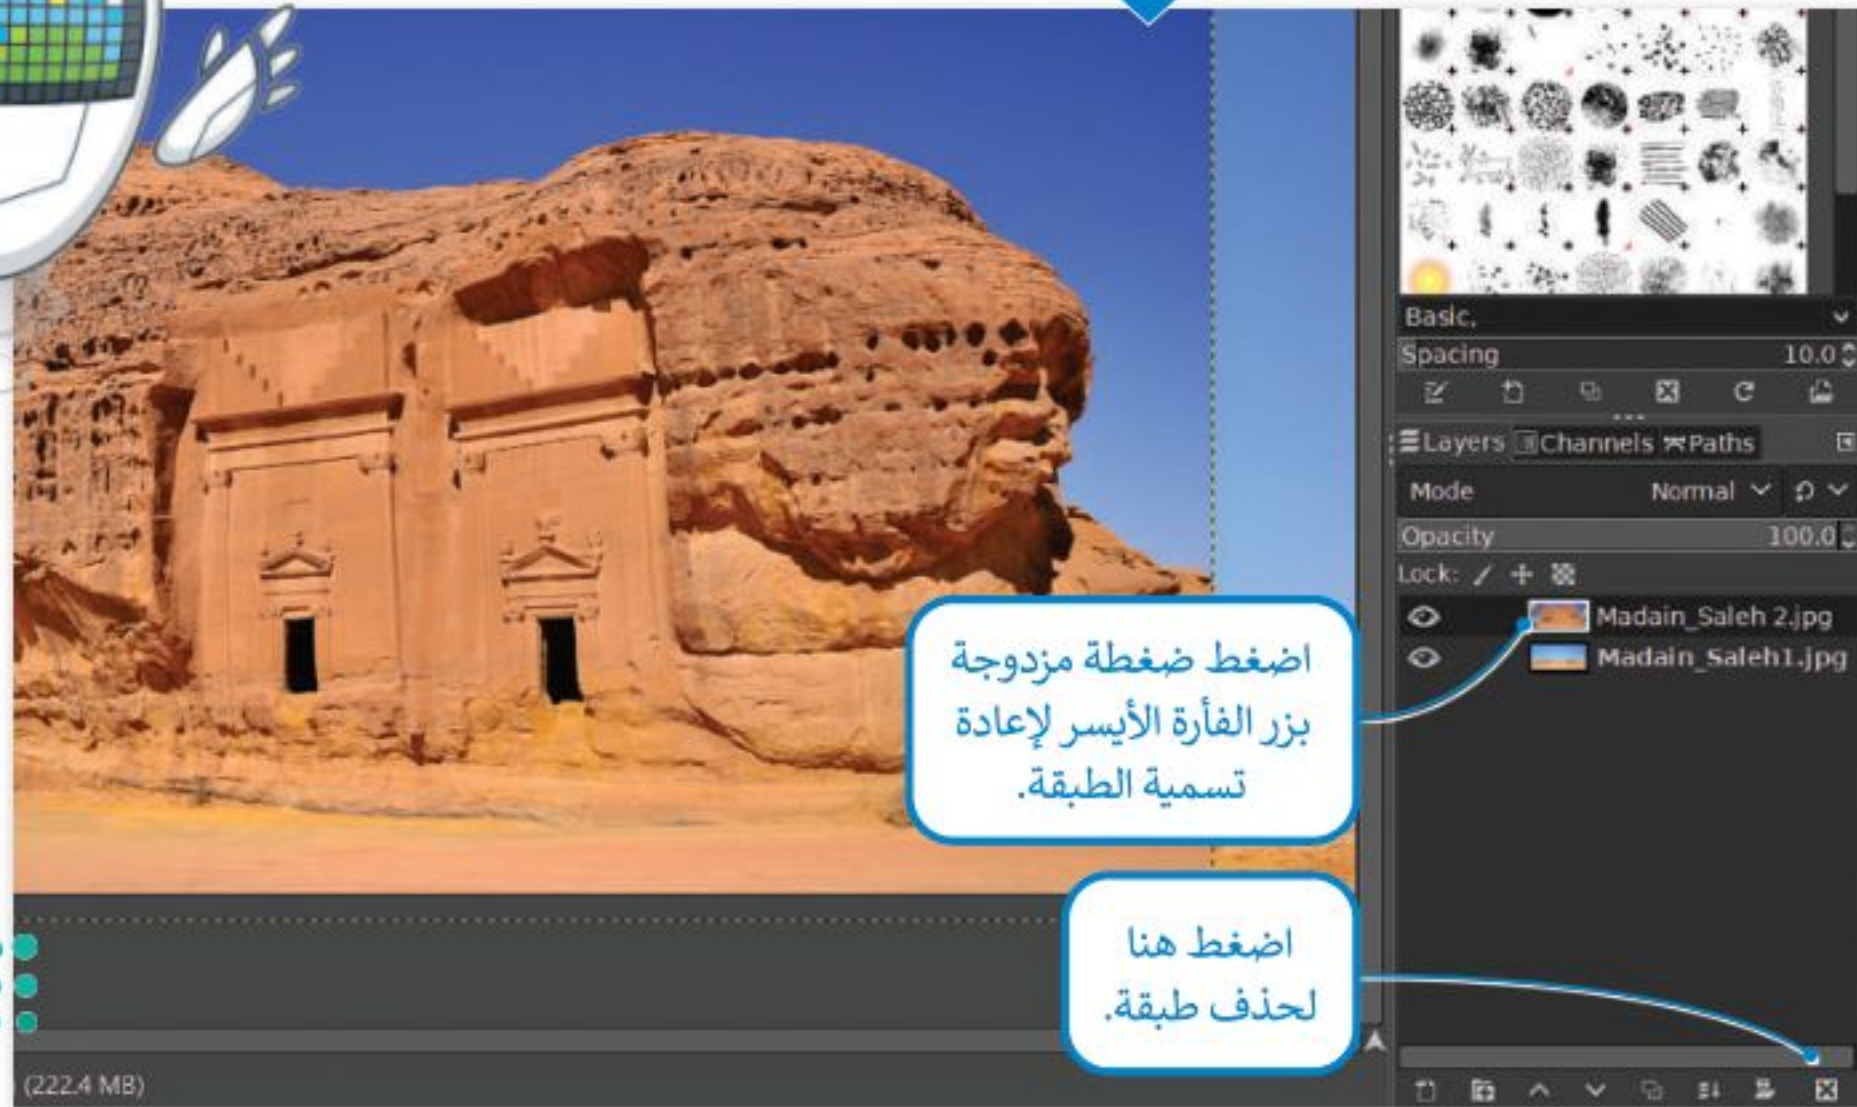 Basic,
Spacing 10.0
Layers Channels Paths
Mode Normal
Opacity 100.0
Lock:
Madain_Saleh 2.jpg
Madain_Saleh1.jpg
اضغط ضغطة مزدوجة
بزر الفأرة الأيسر لإعادة
تسمية الطبقة.
اضغط هنا
لحذف طبقة.
(222.4 MB)